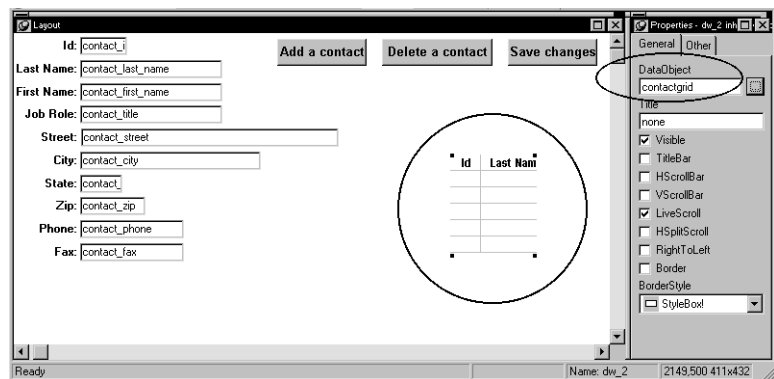 Layout
Id: contact_i
Last Name: contact_last_name
First Name: contact_first_name
Job Role: contact_title
Street: contact_street
City: contact_city
State: contact_
Zip: contact_zip
Phone: contact_phone
Fax: contact_fax
Add a contact Delete a contact Save changes
Id Last Nam
Properties - dw_2 inh
General Other
DataObject
contactgrid
Title
none
Visible
TitleBar
HScrollBar
VScrollBar
LiveScroll
HSplitScroll
RightToLeft
Border
BorderStyle
StyleBox!
Ready Name: dw_2 2149,500 411x432